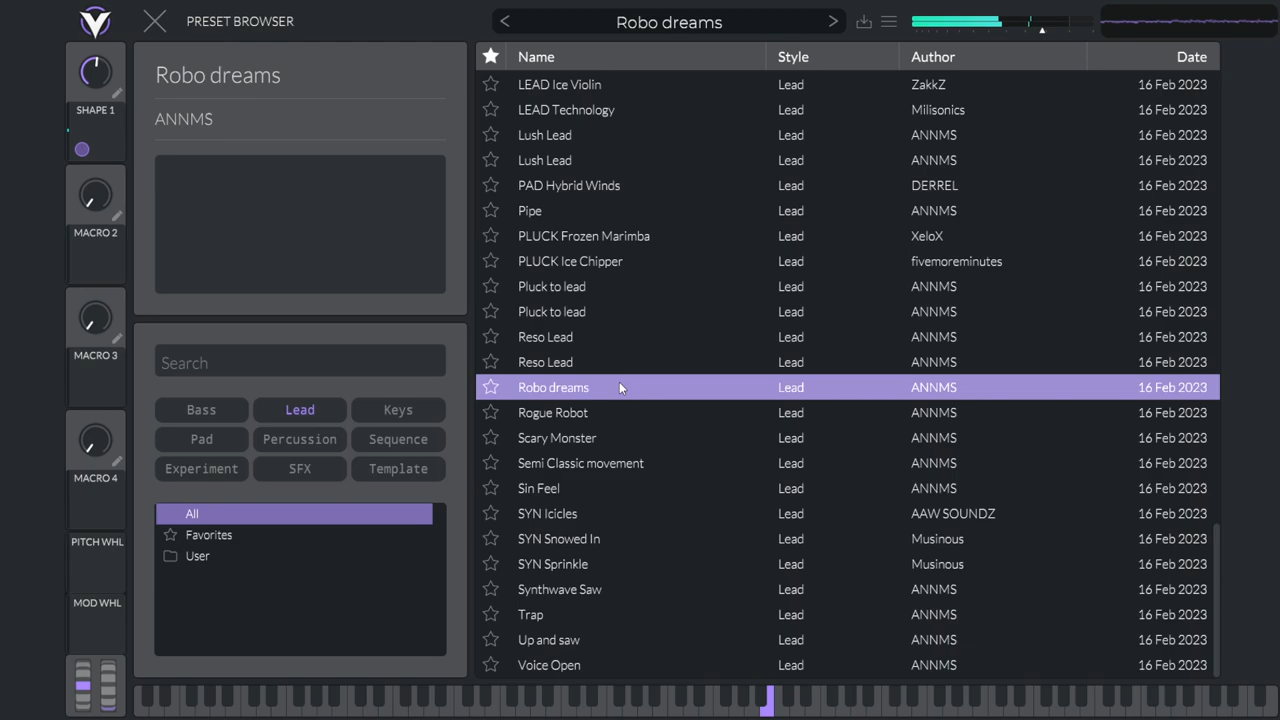 PRESET BROWSER
Robo dreams
Robo dreams
ANNMS
SHAPE 1
MACRO 2
MACRO 3
MACRO 4
PITCH WHL
MOD WHL
Search
Bass Lead Keys
Pad Percussion Sequence
Experiment SFX Template
All
Favorites
User
Name Style Author Date
LEAD Ice Violin Lead ZakkZ 16 Feb 2023
LEAD Technology Lead Milisonics 16 Feb 2023
Lush Lead Lead ANNMS 16 Feb 2023
Lush Lead Lead ANNMS 16 Feb 2023
PAD Hybrid Winds Lead DERREL 16 Feb 2023
Pipe Lead ANNMS 16 Feb 2023
PLUCK Frozen Marimba Lead XeloX 16 Feb 2023
PLUCK Ice Chipper Lead fivemoreminutes 16 Feb 2023
Pluck to lead Lead ANNMS 16 Feb 2023
Pluck to lead Lead ANNMS 16 Feb 2023
Reso Lead Lead ANNMS 16 Feb 2023
Reso Lead Lead ANNMS 16 Feb 2023
Robo dreams Lead ANNMS 16 Feb 2023
Rogue Robot Lead ANNMS 16 Feb 2023
Scary Monster Lead ANNMS 16 Feb 2023
Semi Classic movement Lead ANNMS 16 Feb 2023
Sin Feel Lead ANNMS 16 Feb 2023
SYN Icicles Lead AAW SOUNDZ 16 Feb 2023
SYN Snowed In Lead Musinous 16 Feb 2023
SYN Sprinkle Lead Musinous 16 Feb 2023
Synthwave Saw Lead ANNMS 16 Feb 2023
Trap Lead ANNMS 16 Feb 2023
Up and saw Lead ANNMS 16 Feb 2023
Voice Open Lead ANNMS 16 Feb 2023